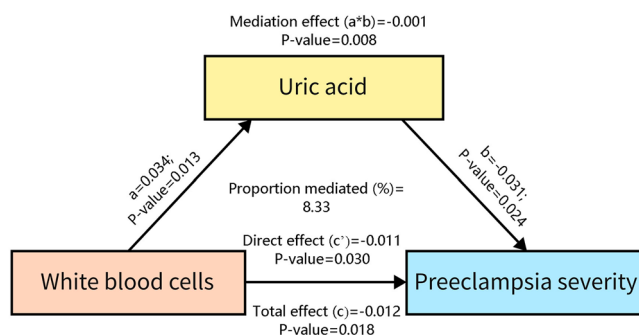 Mediation effect (a*b)=-0.001
P-value=0.008
Uric acid
a=0.034;
P-value=0.013
b=-0.031;
P-value=0.024
Proportion mediated (%)=
8.33
Direct effect (c')=-0.011
P-value=0.030
White blood cells
Preeclampsia severity
Total effect (c)=-0.012
P-value=0.018